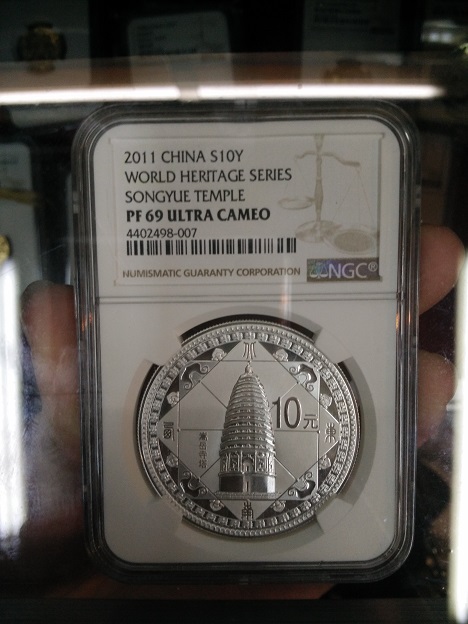 2011 CHINA S10Y
WORLD HERITAGE SERIES
SONGYUE TEMPLE
PF 69 ULTRA CAMEO
4402498-007
NUMISMATIC GUARANTY CORPORATION
NGC®
10元